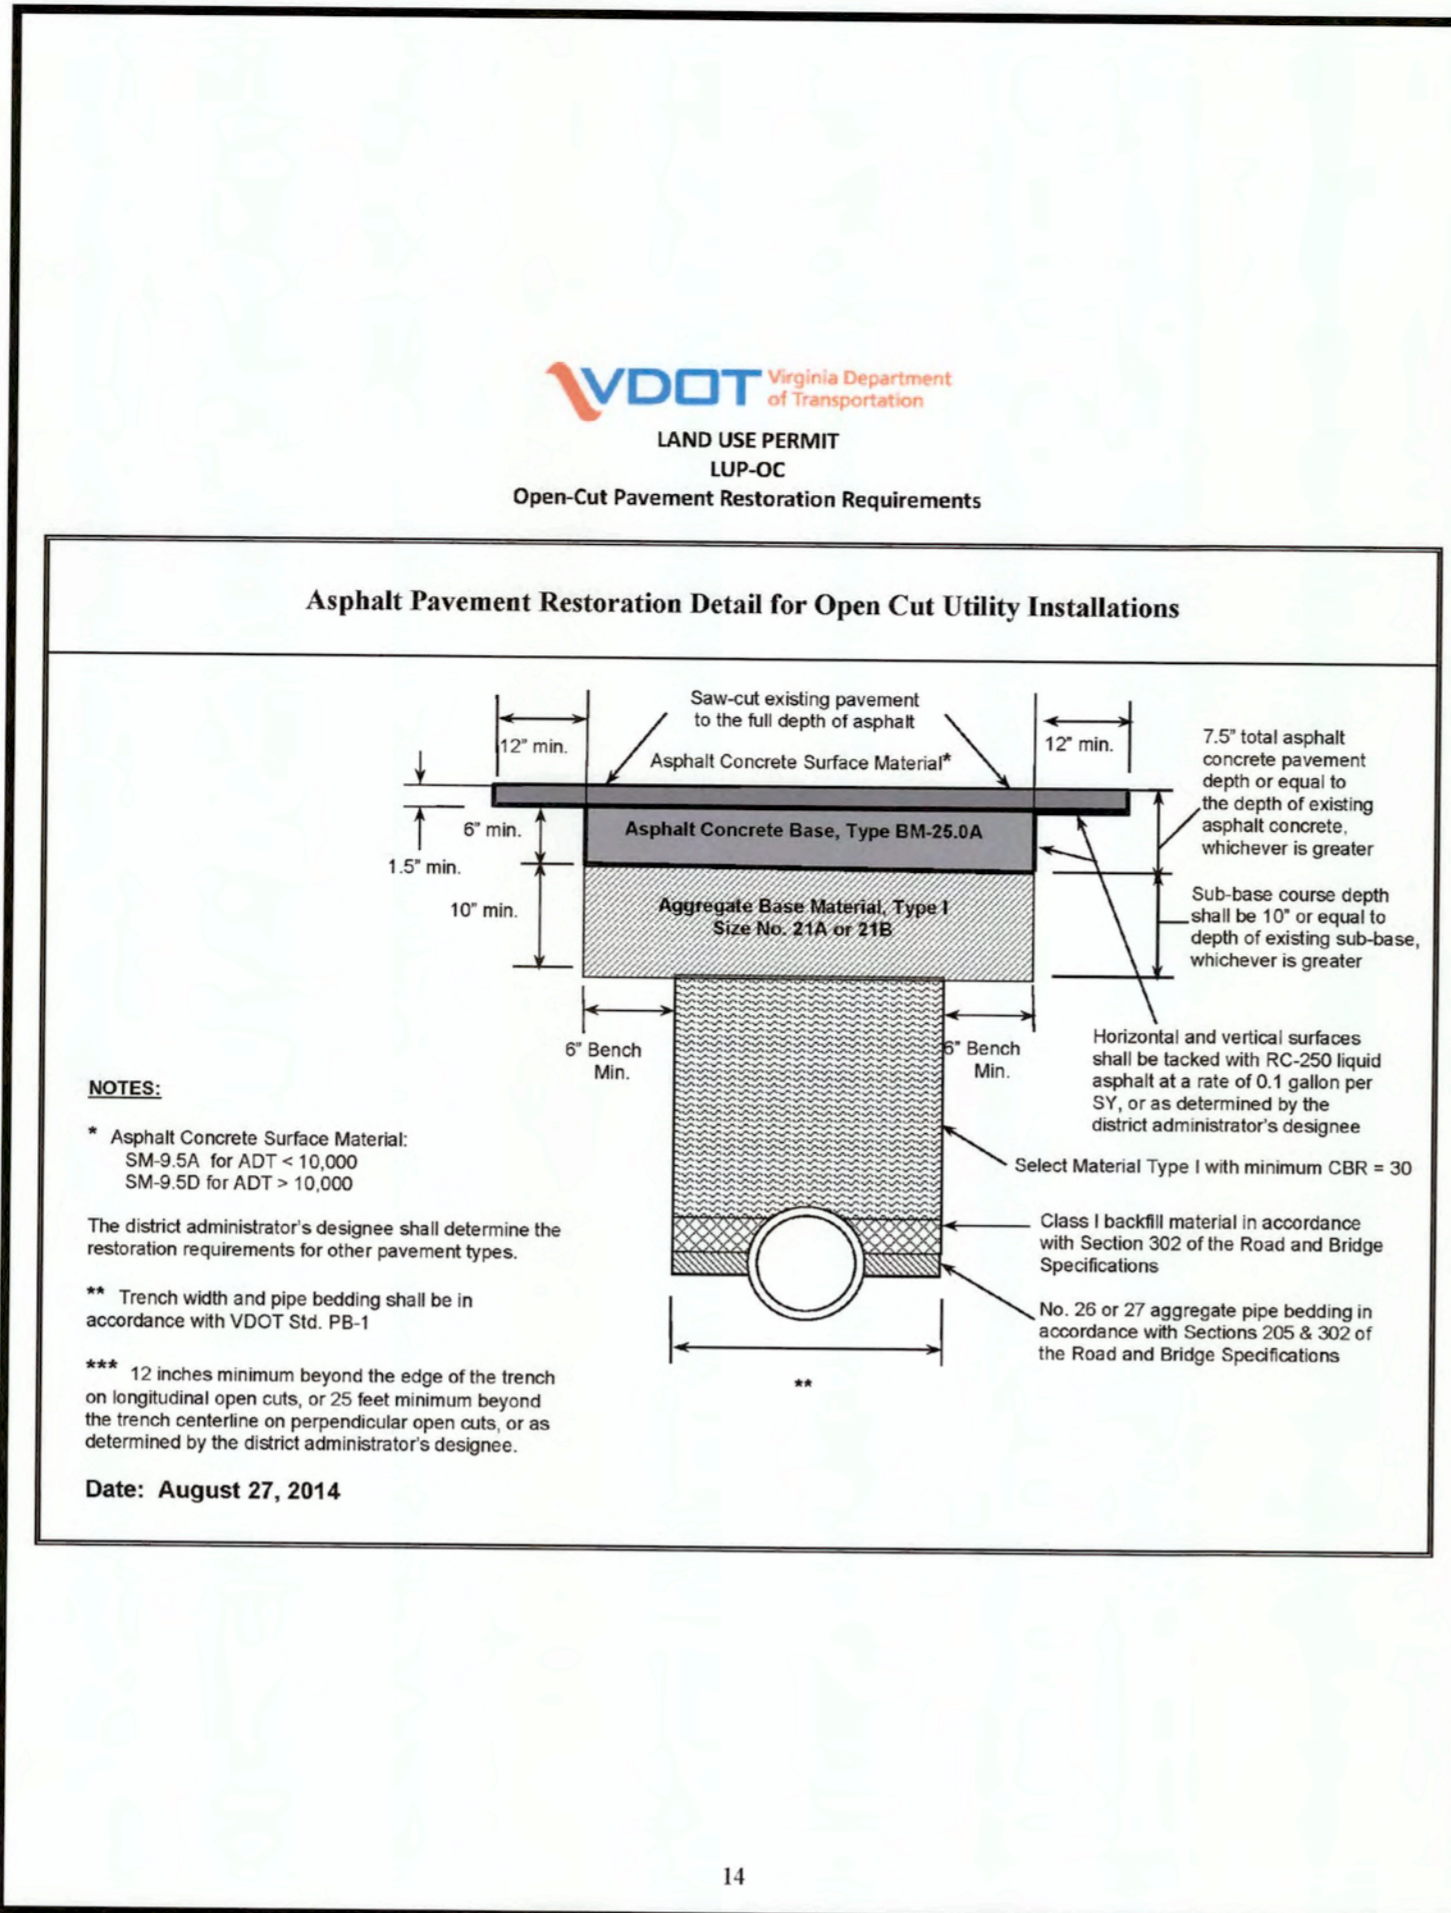 VDOT Virginia Department
of Transportation
LAND USE PERMIT
LUP-OC
Open-Cut Pavement Restoration Requirements
Asphalt Pavement Restoration Detail for Open Cut Utility Installations
Saw-cut existing pavement
to the full depth of asphalt
12" min.
12" min.
Asphalt Concrete Surface Material*
7.5" total asphalt
concrete pavement
depth or equal to
the depth of existing
asphalt concrete,
whichever is greater
6" min.
Asphalt Concrete Base, Type BM-25.0A
1.5" min.
10" min.
Aggregate Base Material, Type I
Size No. 21A or 21B
Sub-base course depth
shall be 10" or equal to
depth of existing sub-base,
whichever is greater
6" Bench
Min.
6" Bench
Min.
Horizontal and vertical surfaces
shall be tacked with RC-250 liquid
asphalt at a rate of 0.1 gallon per
SY, or as determined by the
district administrator's designee
Select Material Type I with minimum CBR = 30
Class I backfill material in accordance
with Section 302 of the Road and Bridge
Specifications
No. 26 or 27 aggregate pipe bedding in
accordance with Sections 205 & 302 of
the Road and Bridge Specifications
**
NOTES:
* Asphalt Concrete Surface Material:
SM-9.5A for ADT < 10,000
SM-9.5D for ADT > 10,000
The district administrator's designee shall determine the
restoration requirements for other pavement types.
** Trench width and pipe bedding shall be in
accordance with VDOT Std. PB-1
*** 12 inches minimum beyond the edge of the trench
on longitudinal open cuts, or 25 feet minimum beyond
the trench centerline on perpendicular open cuts, or as
determined by the district administrator's designee.
Date: August 27, 2014
14